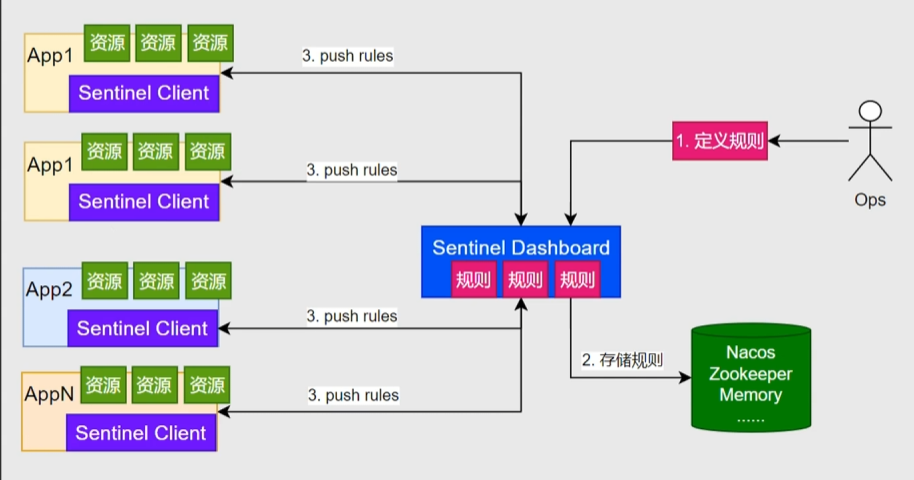 App1
资源 资源 资源
Sentinel Client
3. push rules
App1
资源 资源 资源
Sentinel Client
3. push rules
1. 定义规则
Ops
Sentinel Dashboard
规则 规则 规则
App2
资源 资源 资源
Sentinel Client
3. push rules
2. 存储规则
Nacos
Zookeeper
Memory
......
AppN
资源 资源 资源
Sentinel Client
3. push rules